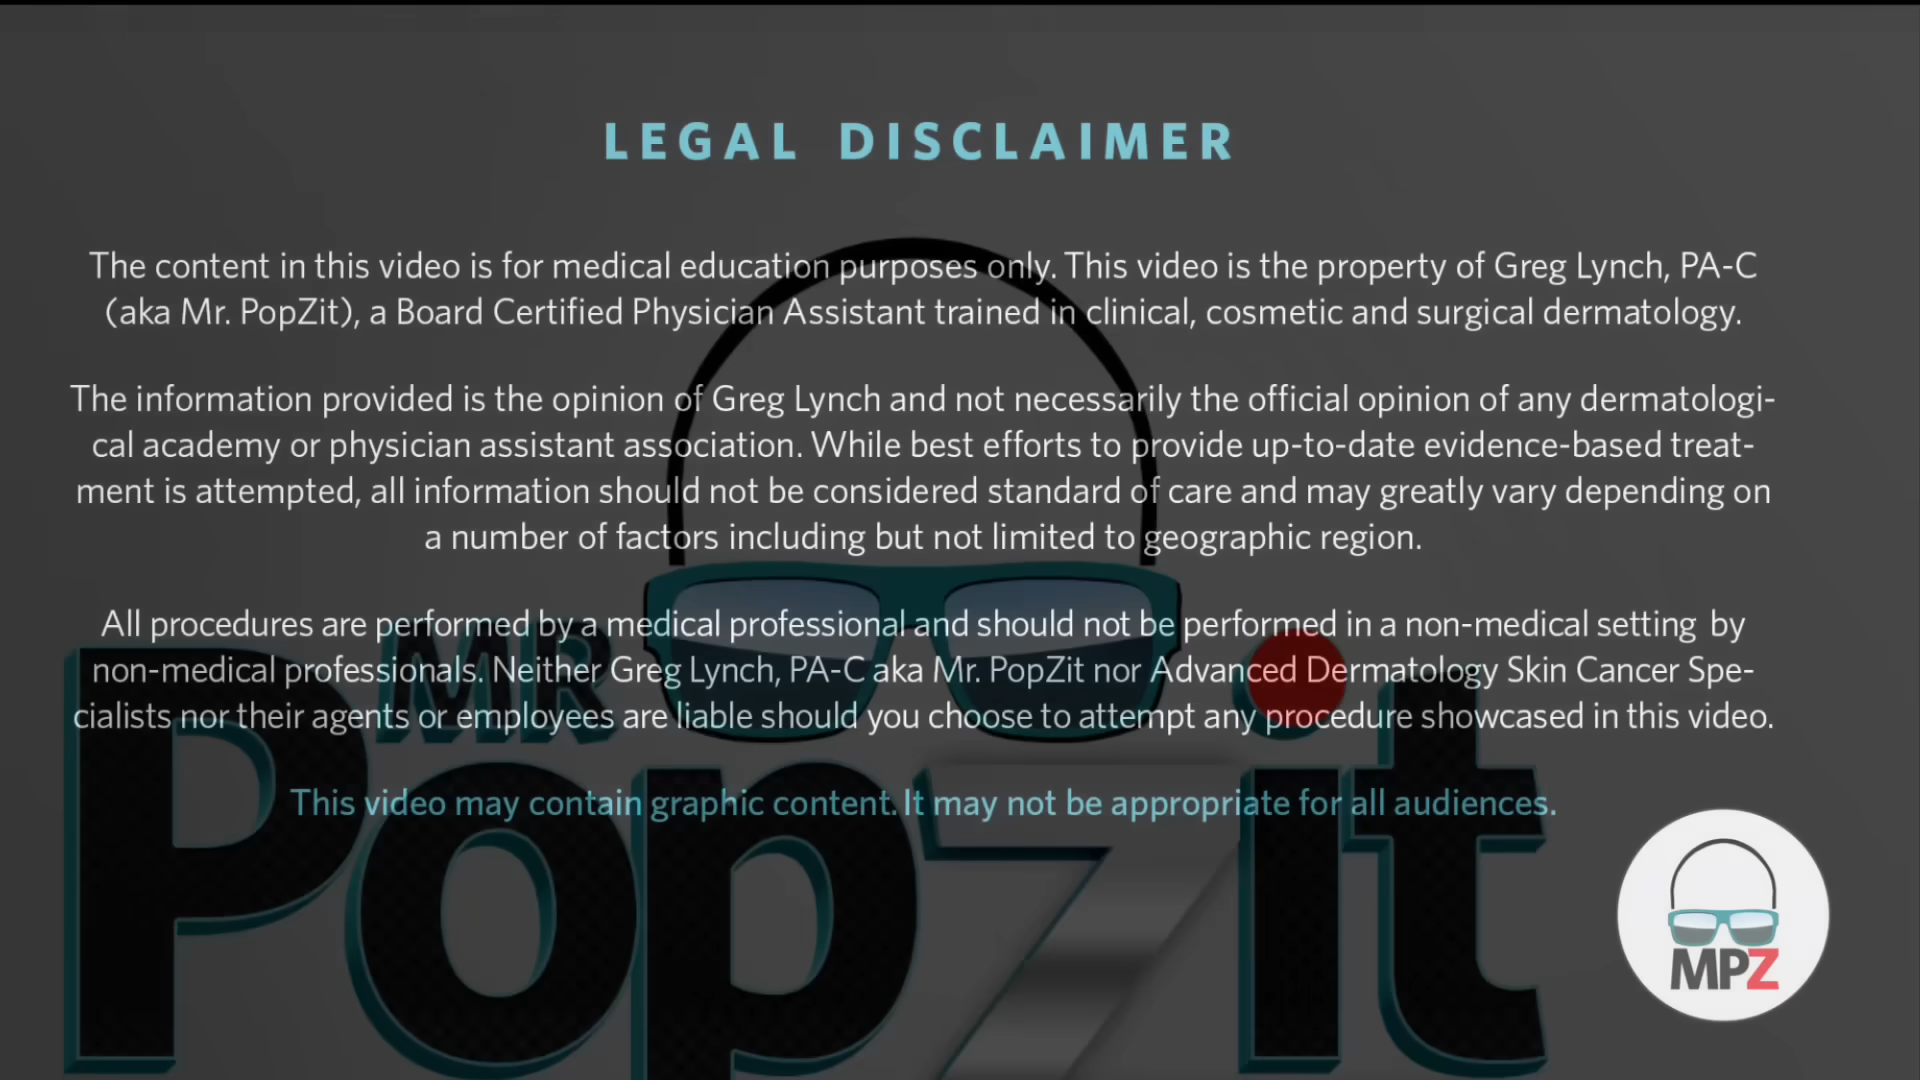 LEGAL DISCLAIMER
The content in this video is for medical education purposes only. This video is the property of Greg Lynch, PA-C
(aka Mr. PopZit), a Board Certified Physician Assistant trained in clinical, cosmetic and surgical dermatology.
The information provided is the opinion of Greg Lynch and not necessarily the official opinion of any dermatologi-
cal academy or physician assistant association. While best efforts to provide up-to-date evidence-based treat-
ment is attempted, all information should not be considered standard of care and may greatly vary depending on
a number of factors including but not limited to geographic region.
All procedures are performed by a medical professional and should not be performed in a non-medical setting by
non-medical professionals. Neither Greg Lynch, PA-C aka Mr. PopZit nor Advanced Dermatology Skin Cancer Spe-
cialists nor their agents or employees are liable should you choose to attempt any procedure showcased in this video.
This video may contain graphic content. It may not be appropriate for all audiences.
MR
PopZit
MPZ